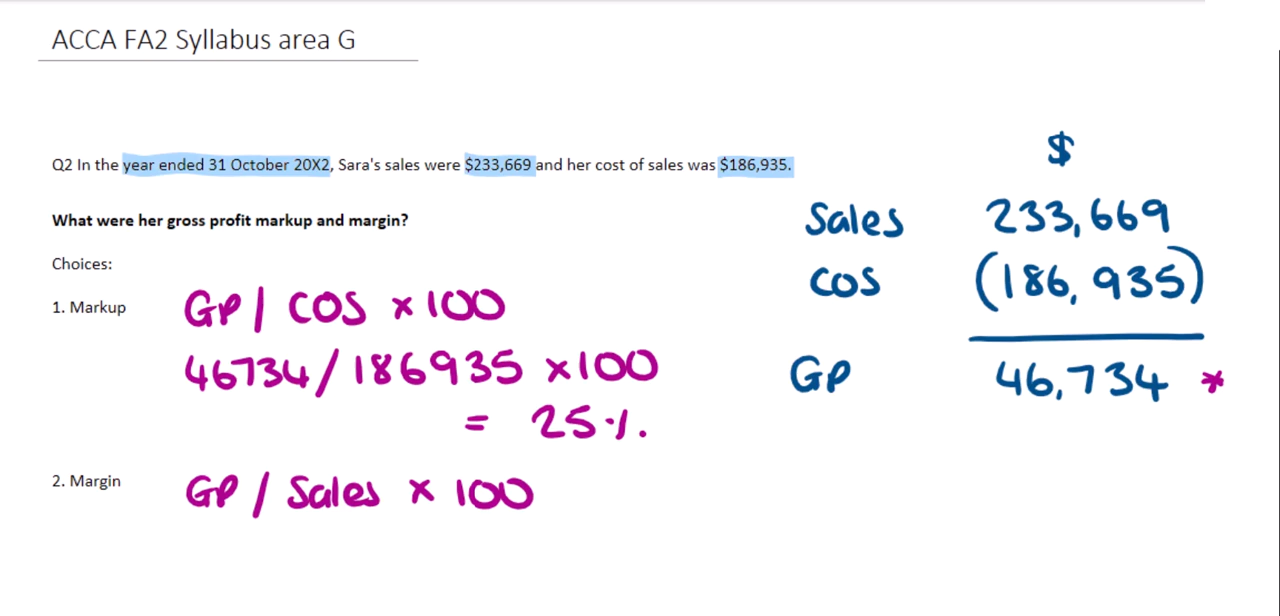 ACCA FA2 Syllabus area G
Q2 In the year ended 31 October 20X2, Sara's sales were $233,669 and her cost of sales was $186,935.
What were her gross profit markup and margin?
Choices:
1. Markup
GP / COS × 100
46734 / 186935 ×100
= 25%.
2. Margin
GP / Sales × 100
$
Sales 233,669
COS (186,935)
GP 46,734 *